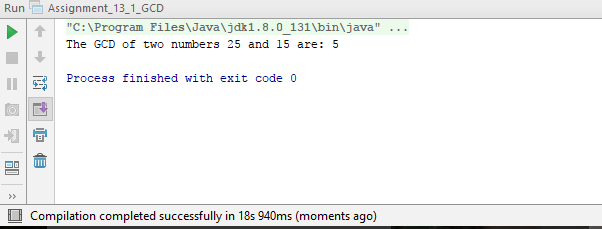 Run Assignment_13_1_GCD
"C:\Program Files\Java\jdk1.8.0_131\bin\java" ...
The GCD of two numbers 25 and 15 are: 5
Process finished with exit code 0
Compilation completed successfully in 18s 940ms (moments ago)